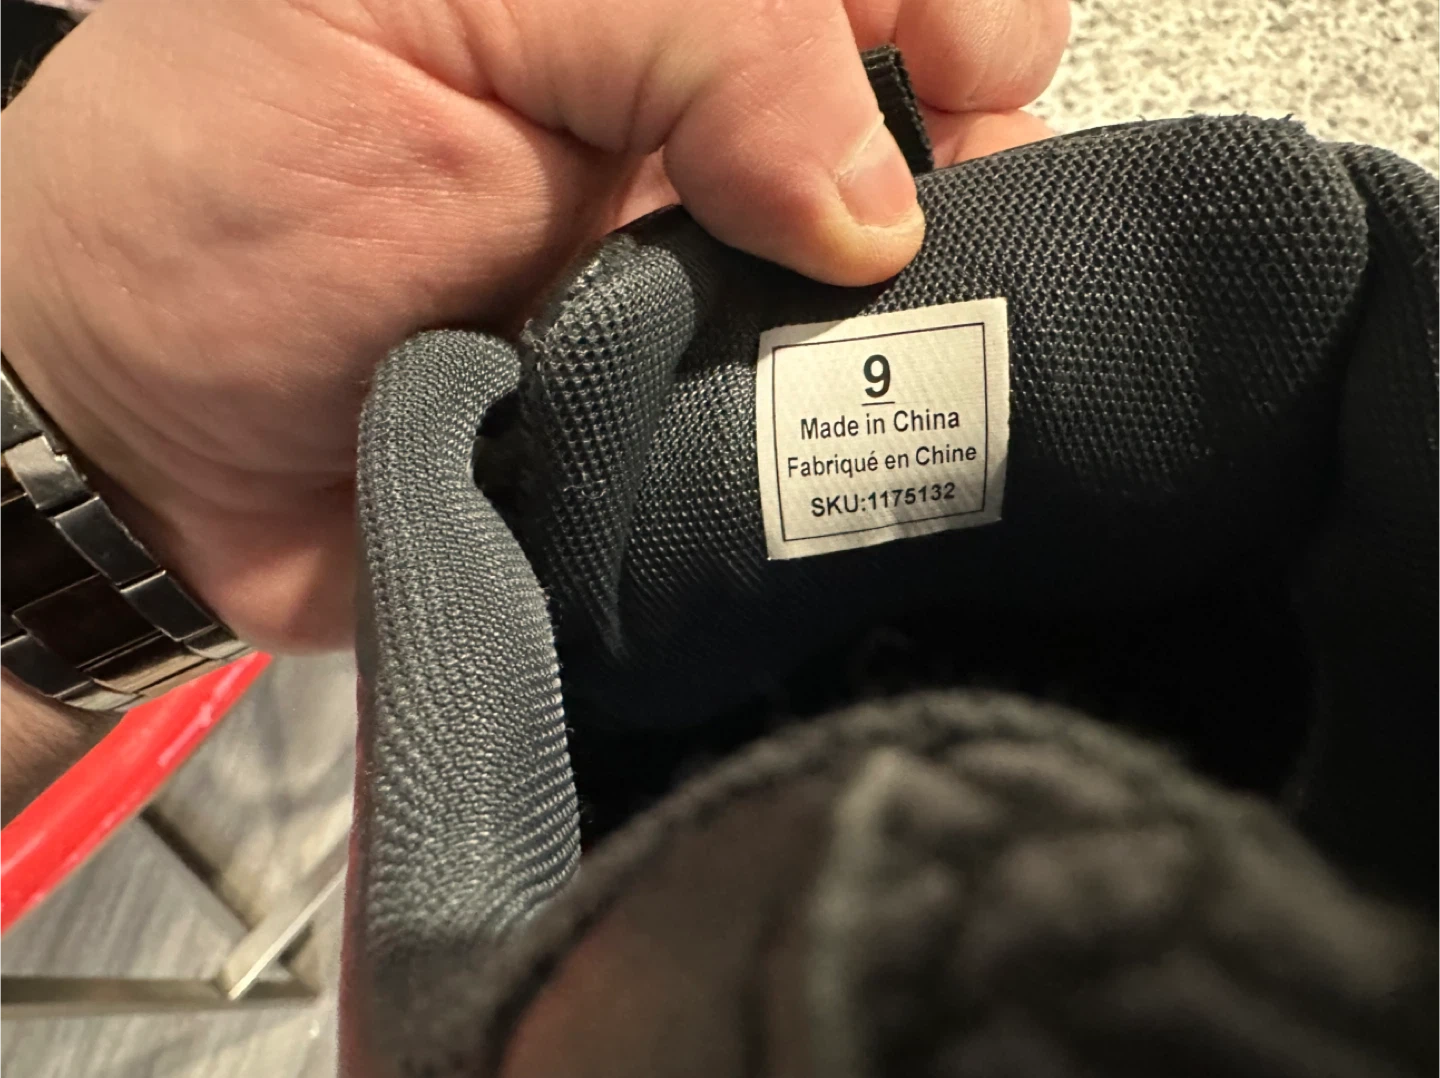 9
Made in China
Fabriqué en Chine
SKU:1175132